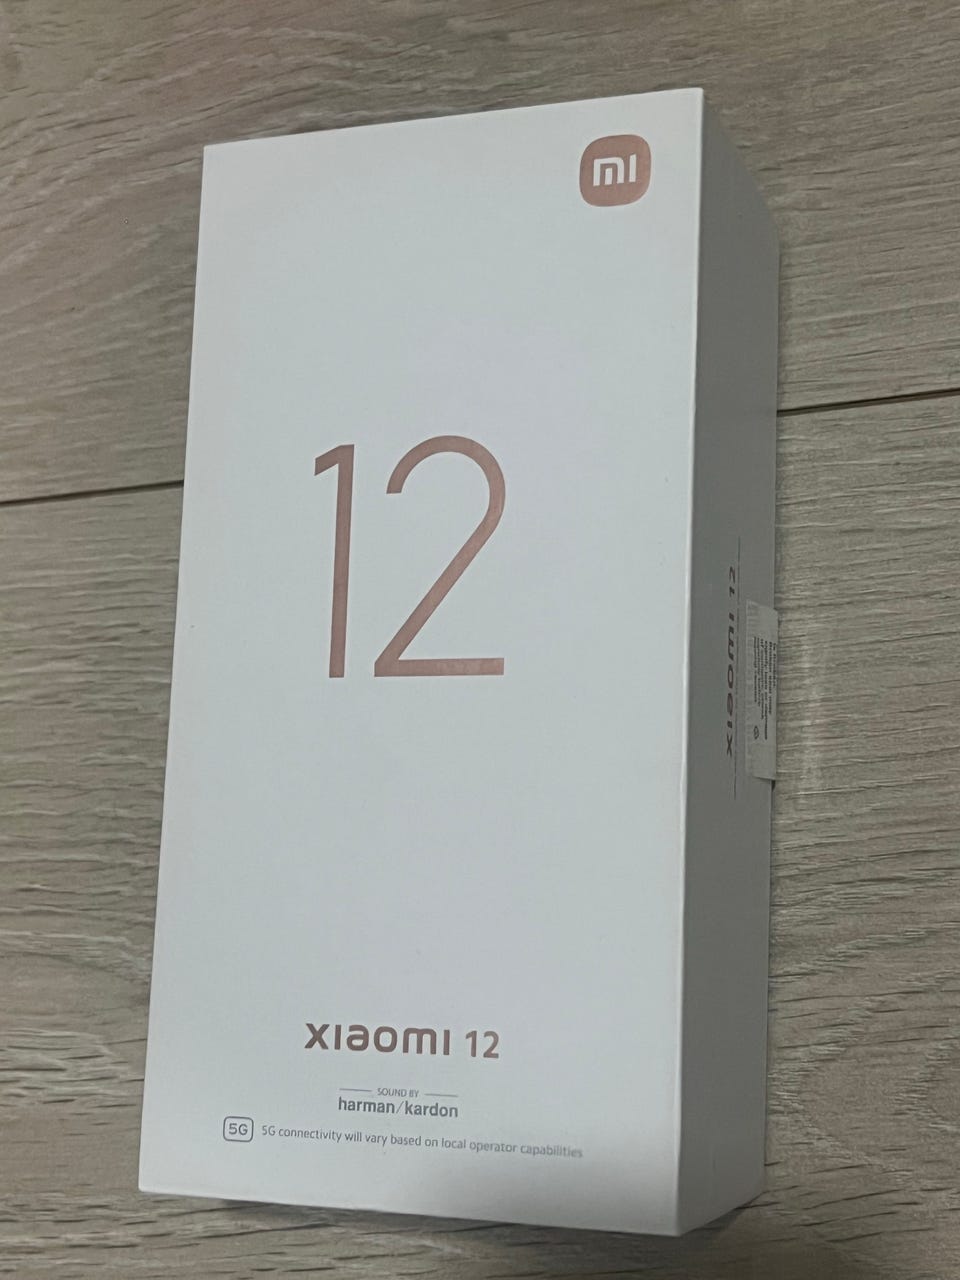 mi
12
xiaomi 12
SOUND BY
harman/kardon
5G 5G connectivity will vary based on local operator capabilities
XIAOMI 12